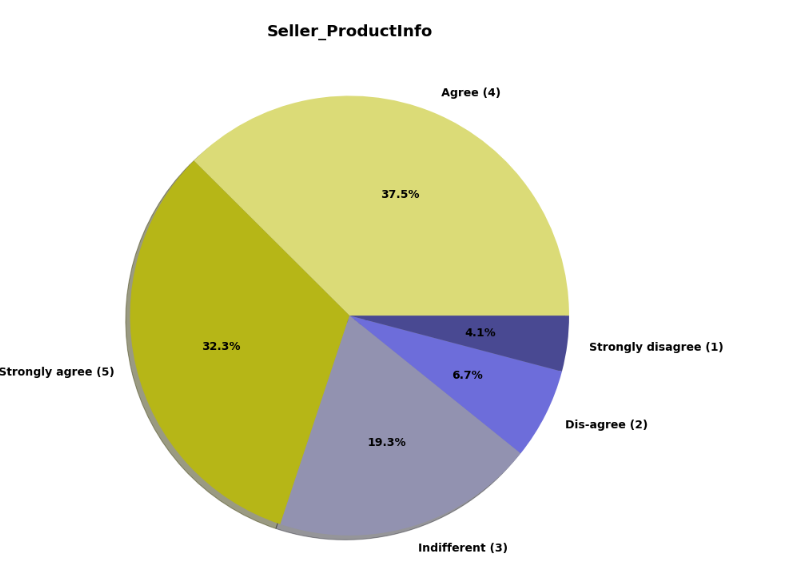 Seller_ProductInfo
Agree (4)
37.5%
4.1%
Strongly disagree (1)
32.3%
6.7%
Strongly agree (5)
Dis-agree (2)
19.3%
Indifferent (3)